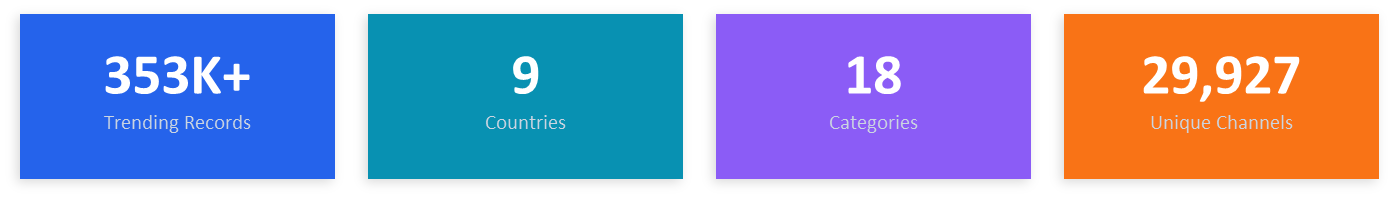 353K+
Trending Records
9
Countries
18
Categories
29,927
Unique Channels